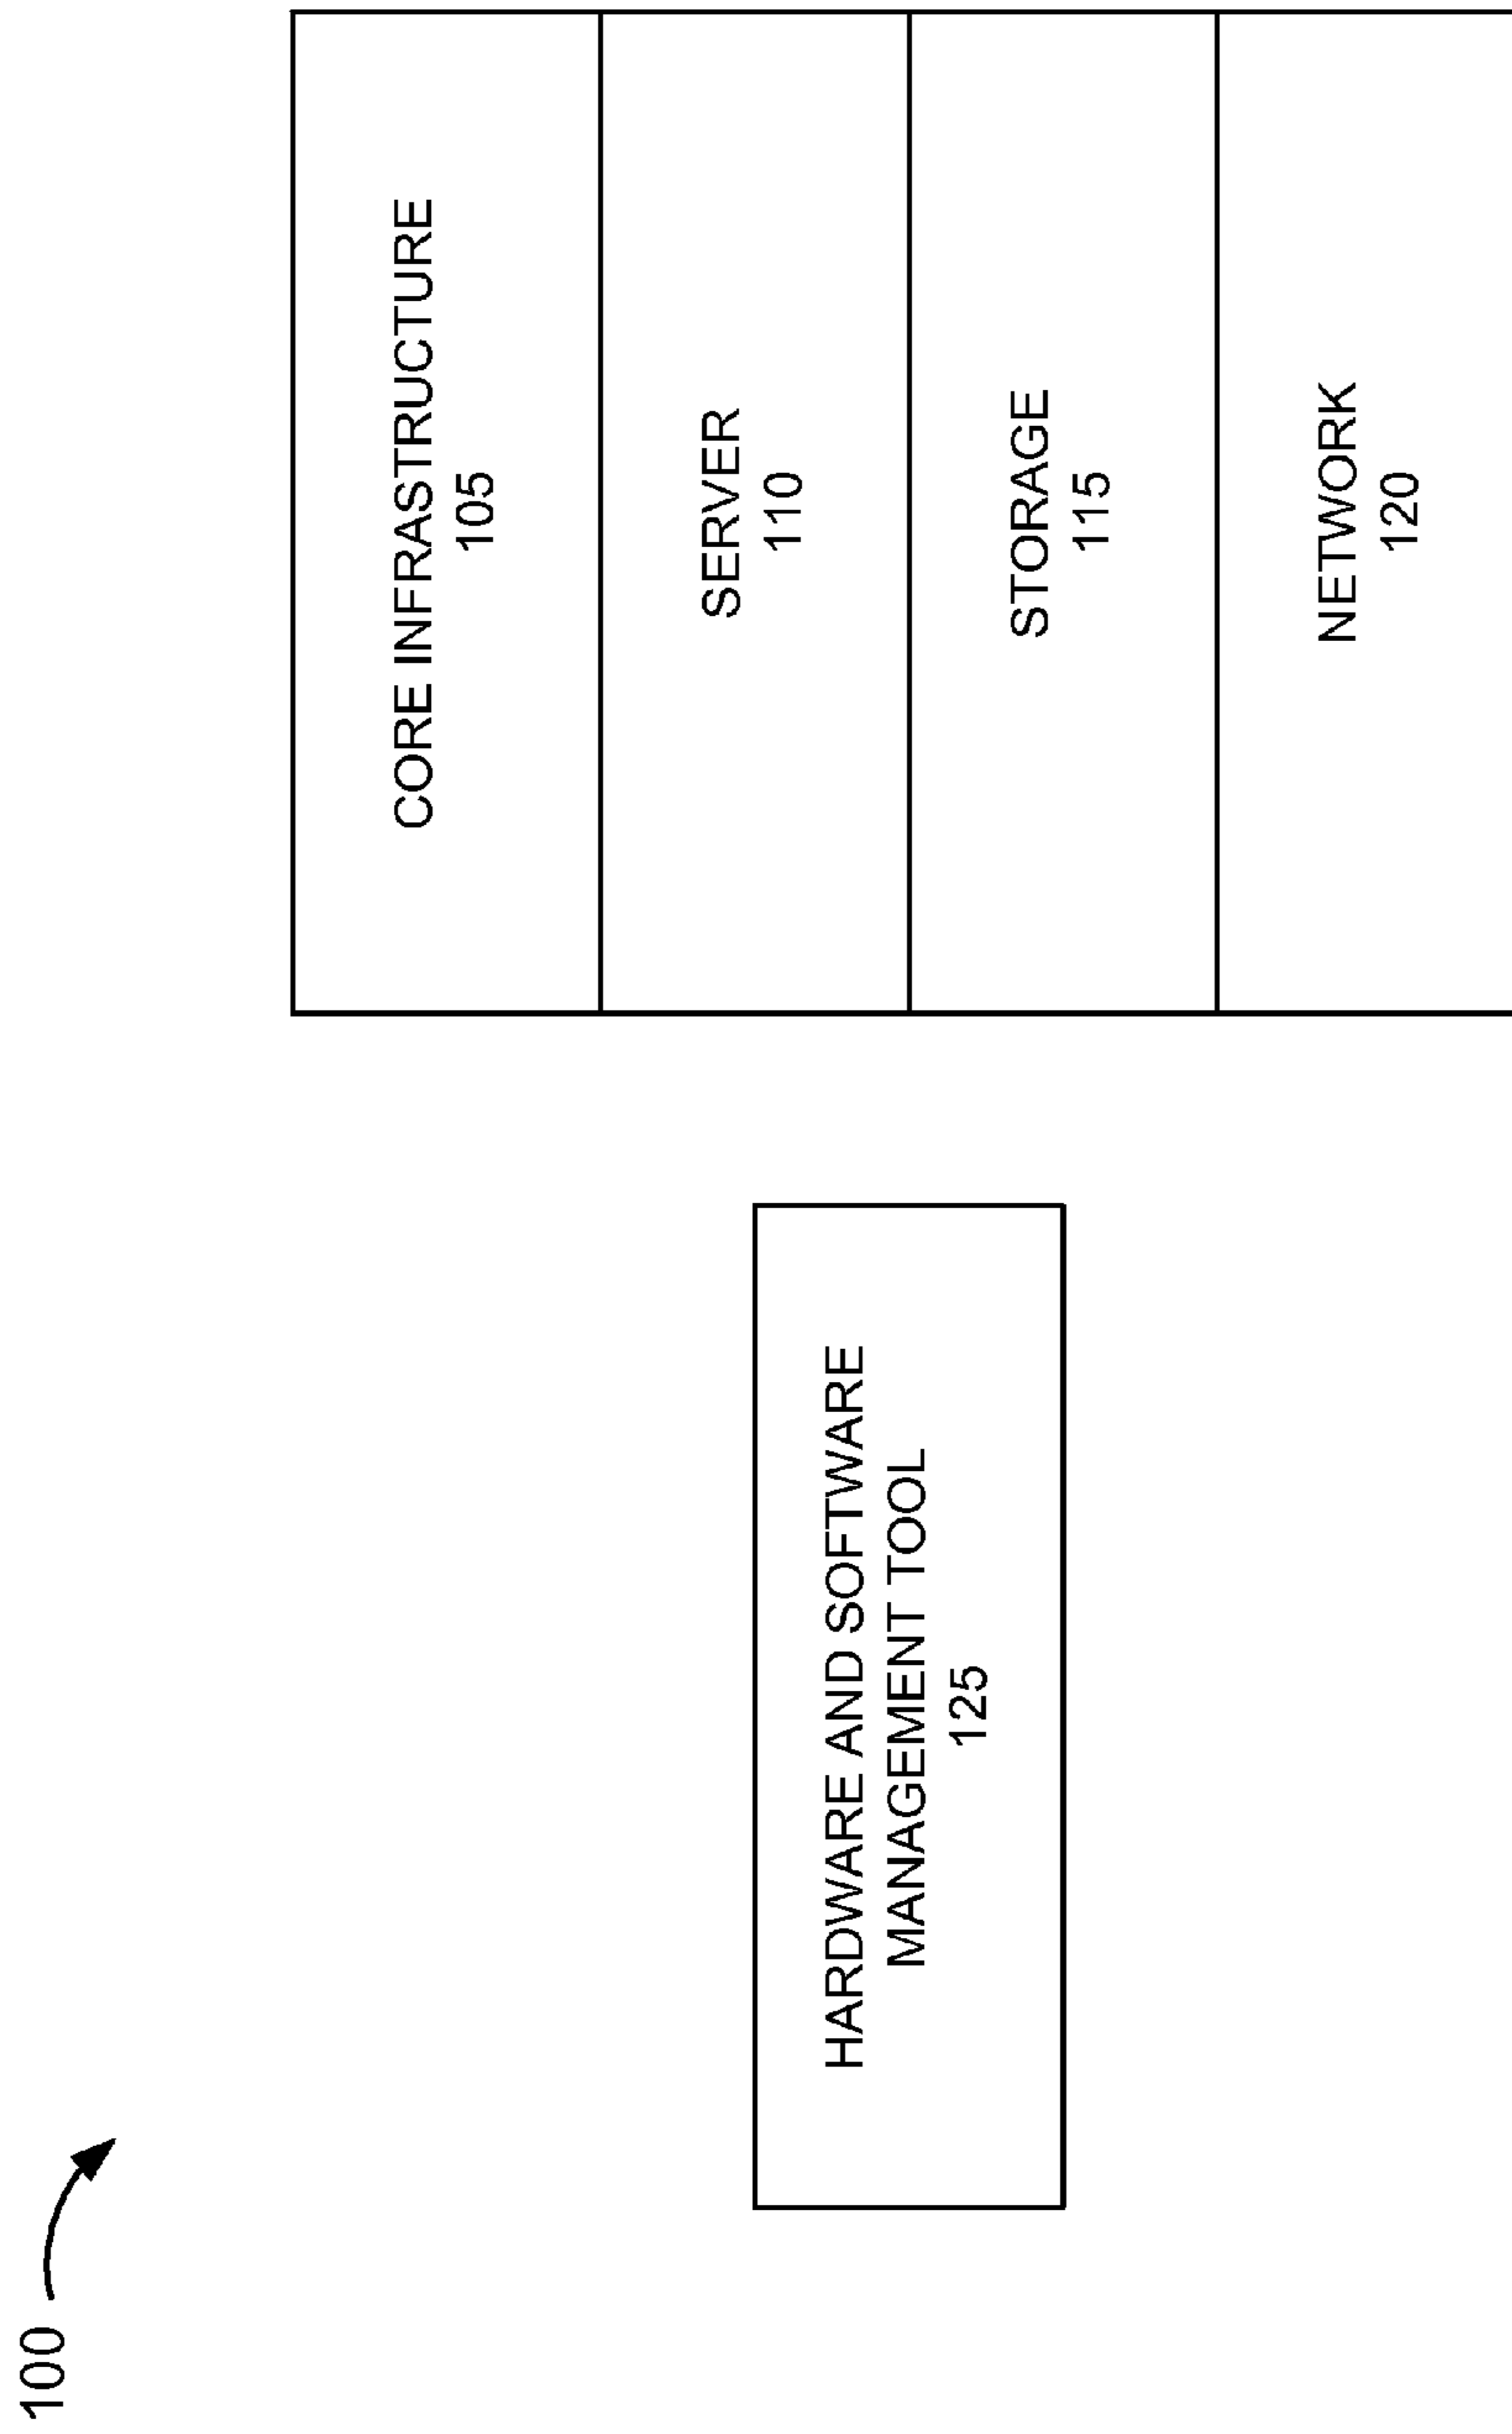 100
HARDWARE AND SOFTWARE
MANAGEMENT TOOL
125
CORE INFRASTRUCTURE
105
SERVER
110
STORAGE
115
NETWORK
120